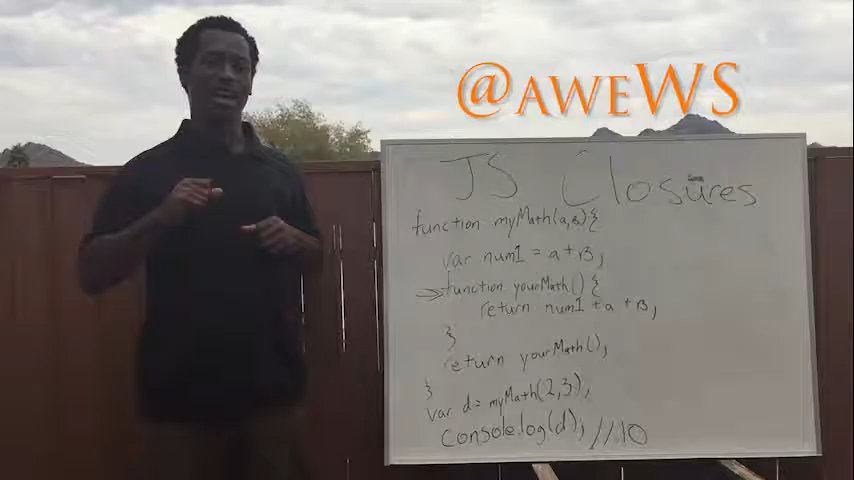 @AWEWS
JS Closures
function myMath(a,B){
var num1 = a+B;
function yourMath() {
return num1 + a + B;
}
return yourMath();
}
var d = myMath(2,3);
console.log(d); //10